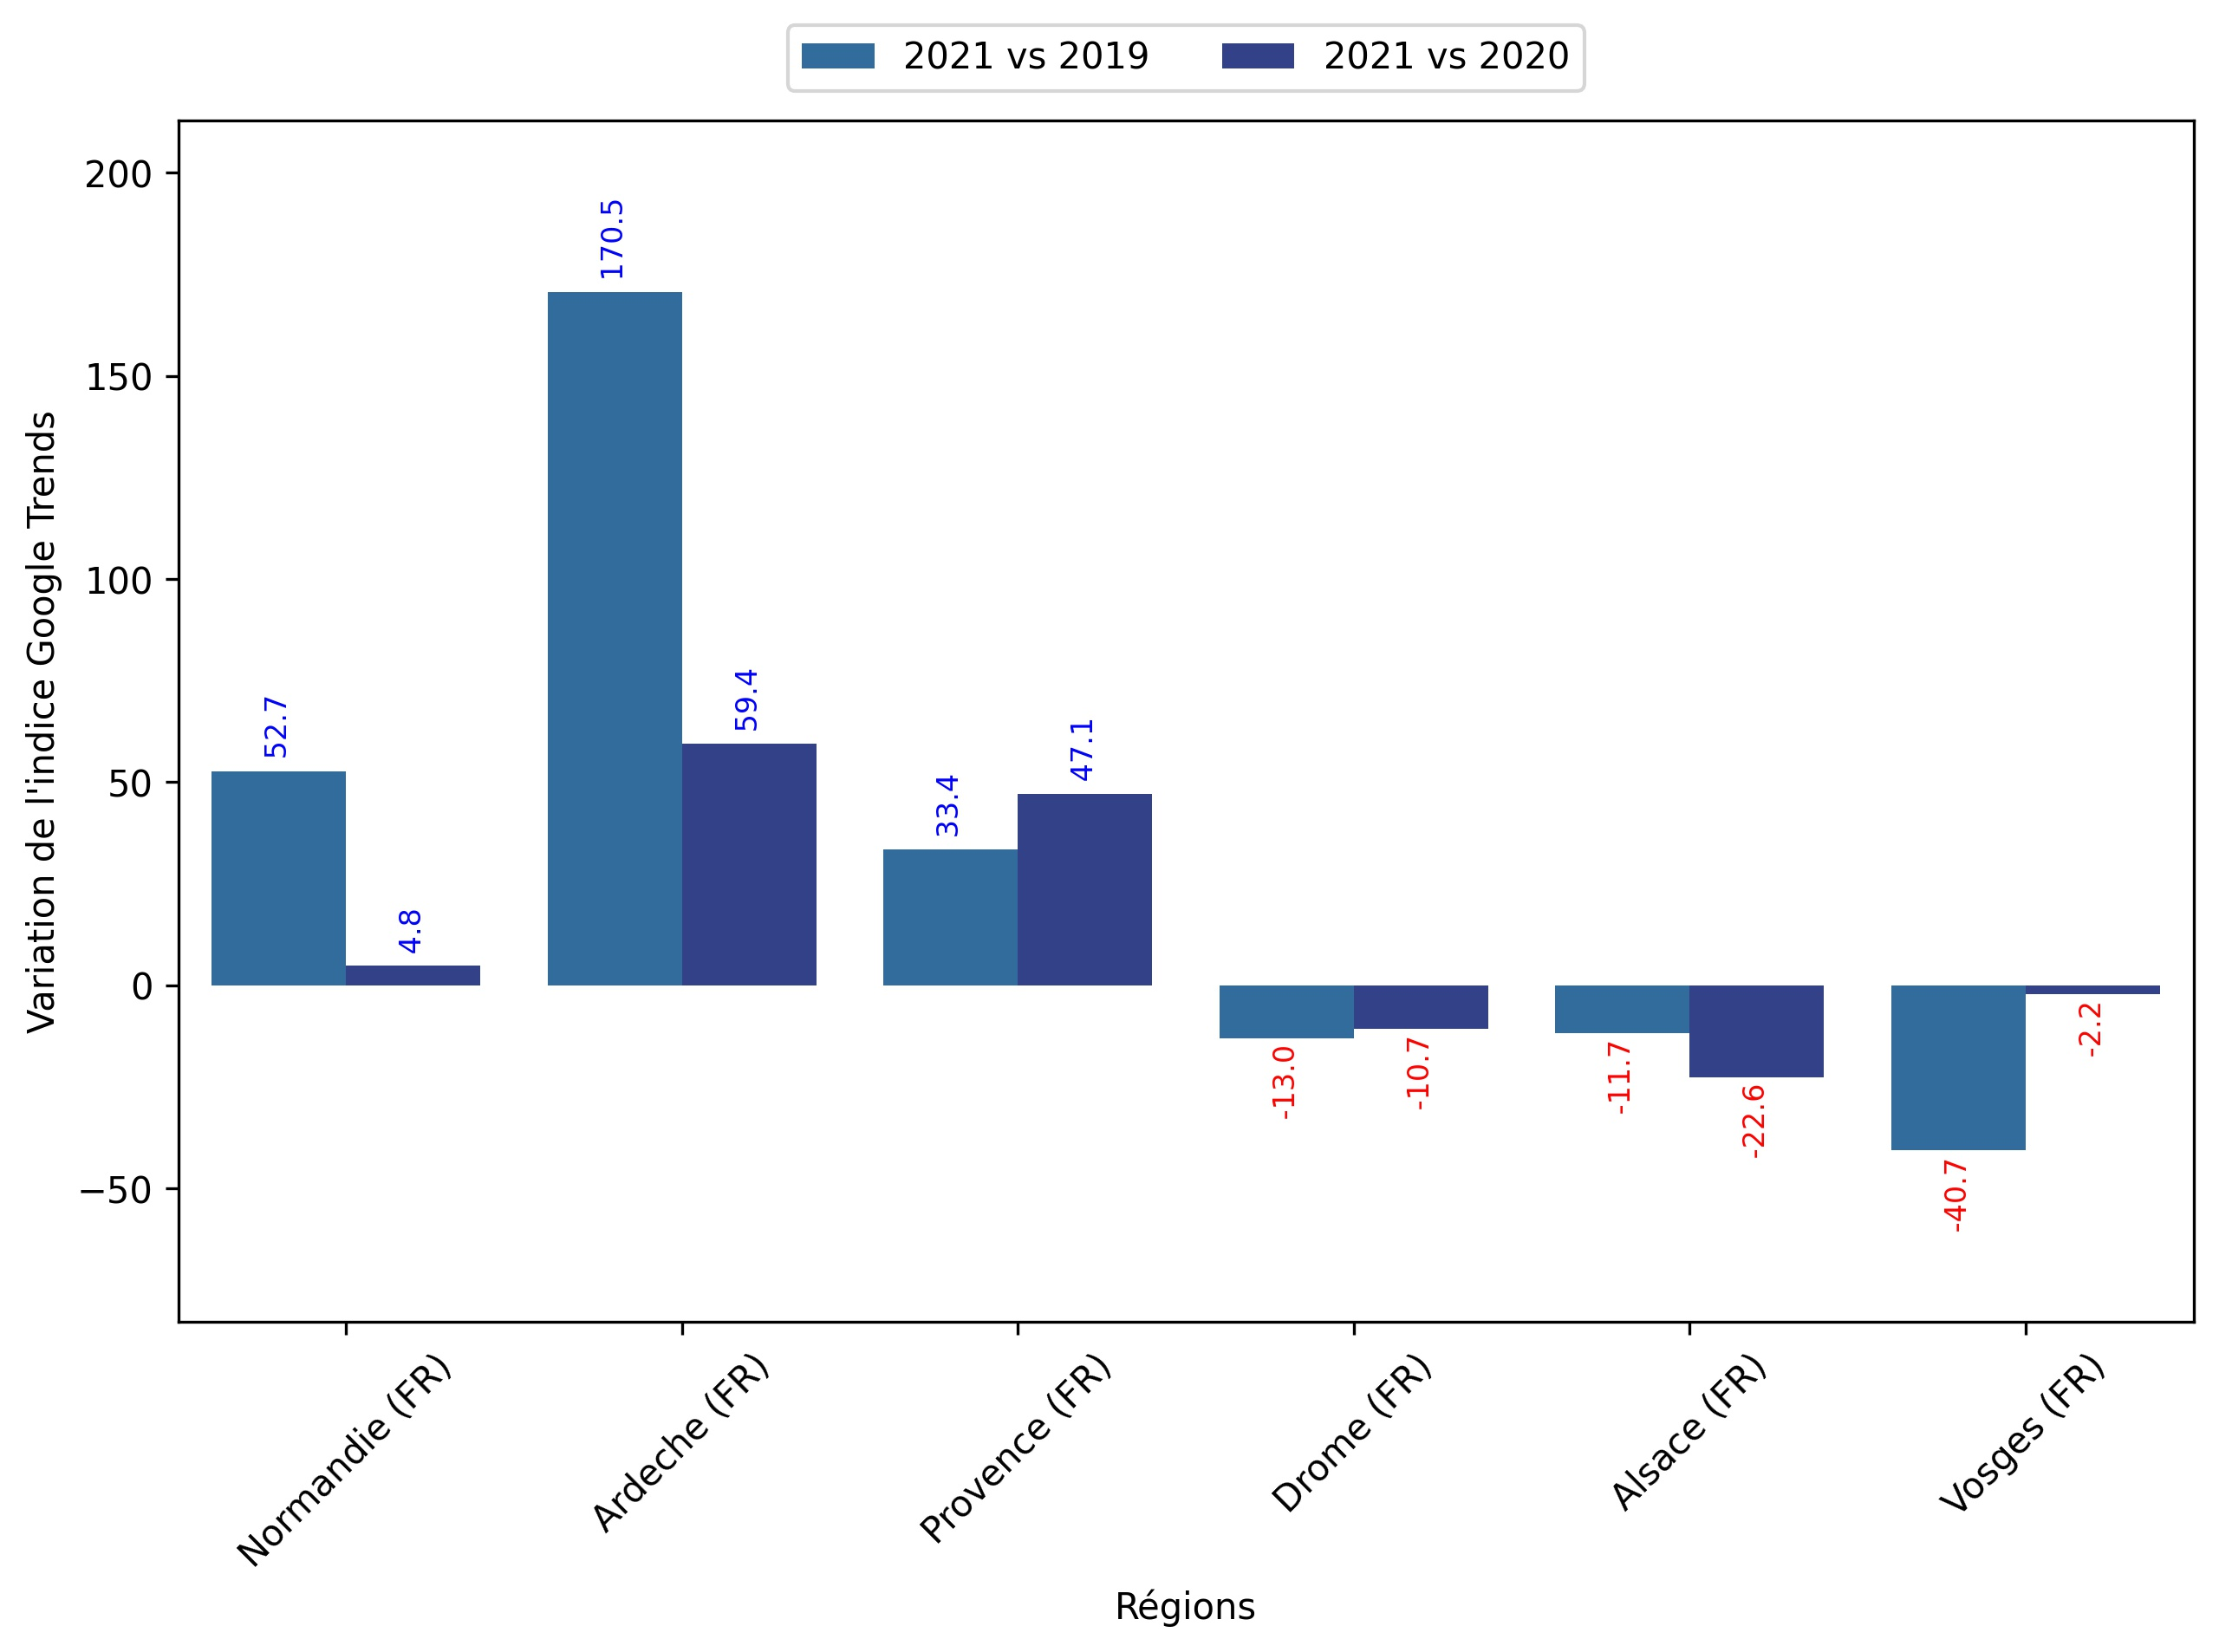 2021 vs 2019
2021 vs 2020
Variation de l'indice Google Trends
200
150
100
50
0
−50
52.7
4.8
170.5
59.4
33.4
47.1
-13.0
-10.7
-11.7
-22.6
-40.7
-2.2
Normandie (FR)
Ardeche (FR)
Provence (FR)
Drome (FR)
Alsace (FR)
Vosges (FR)
Régions